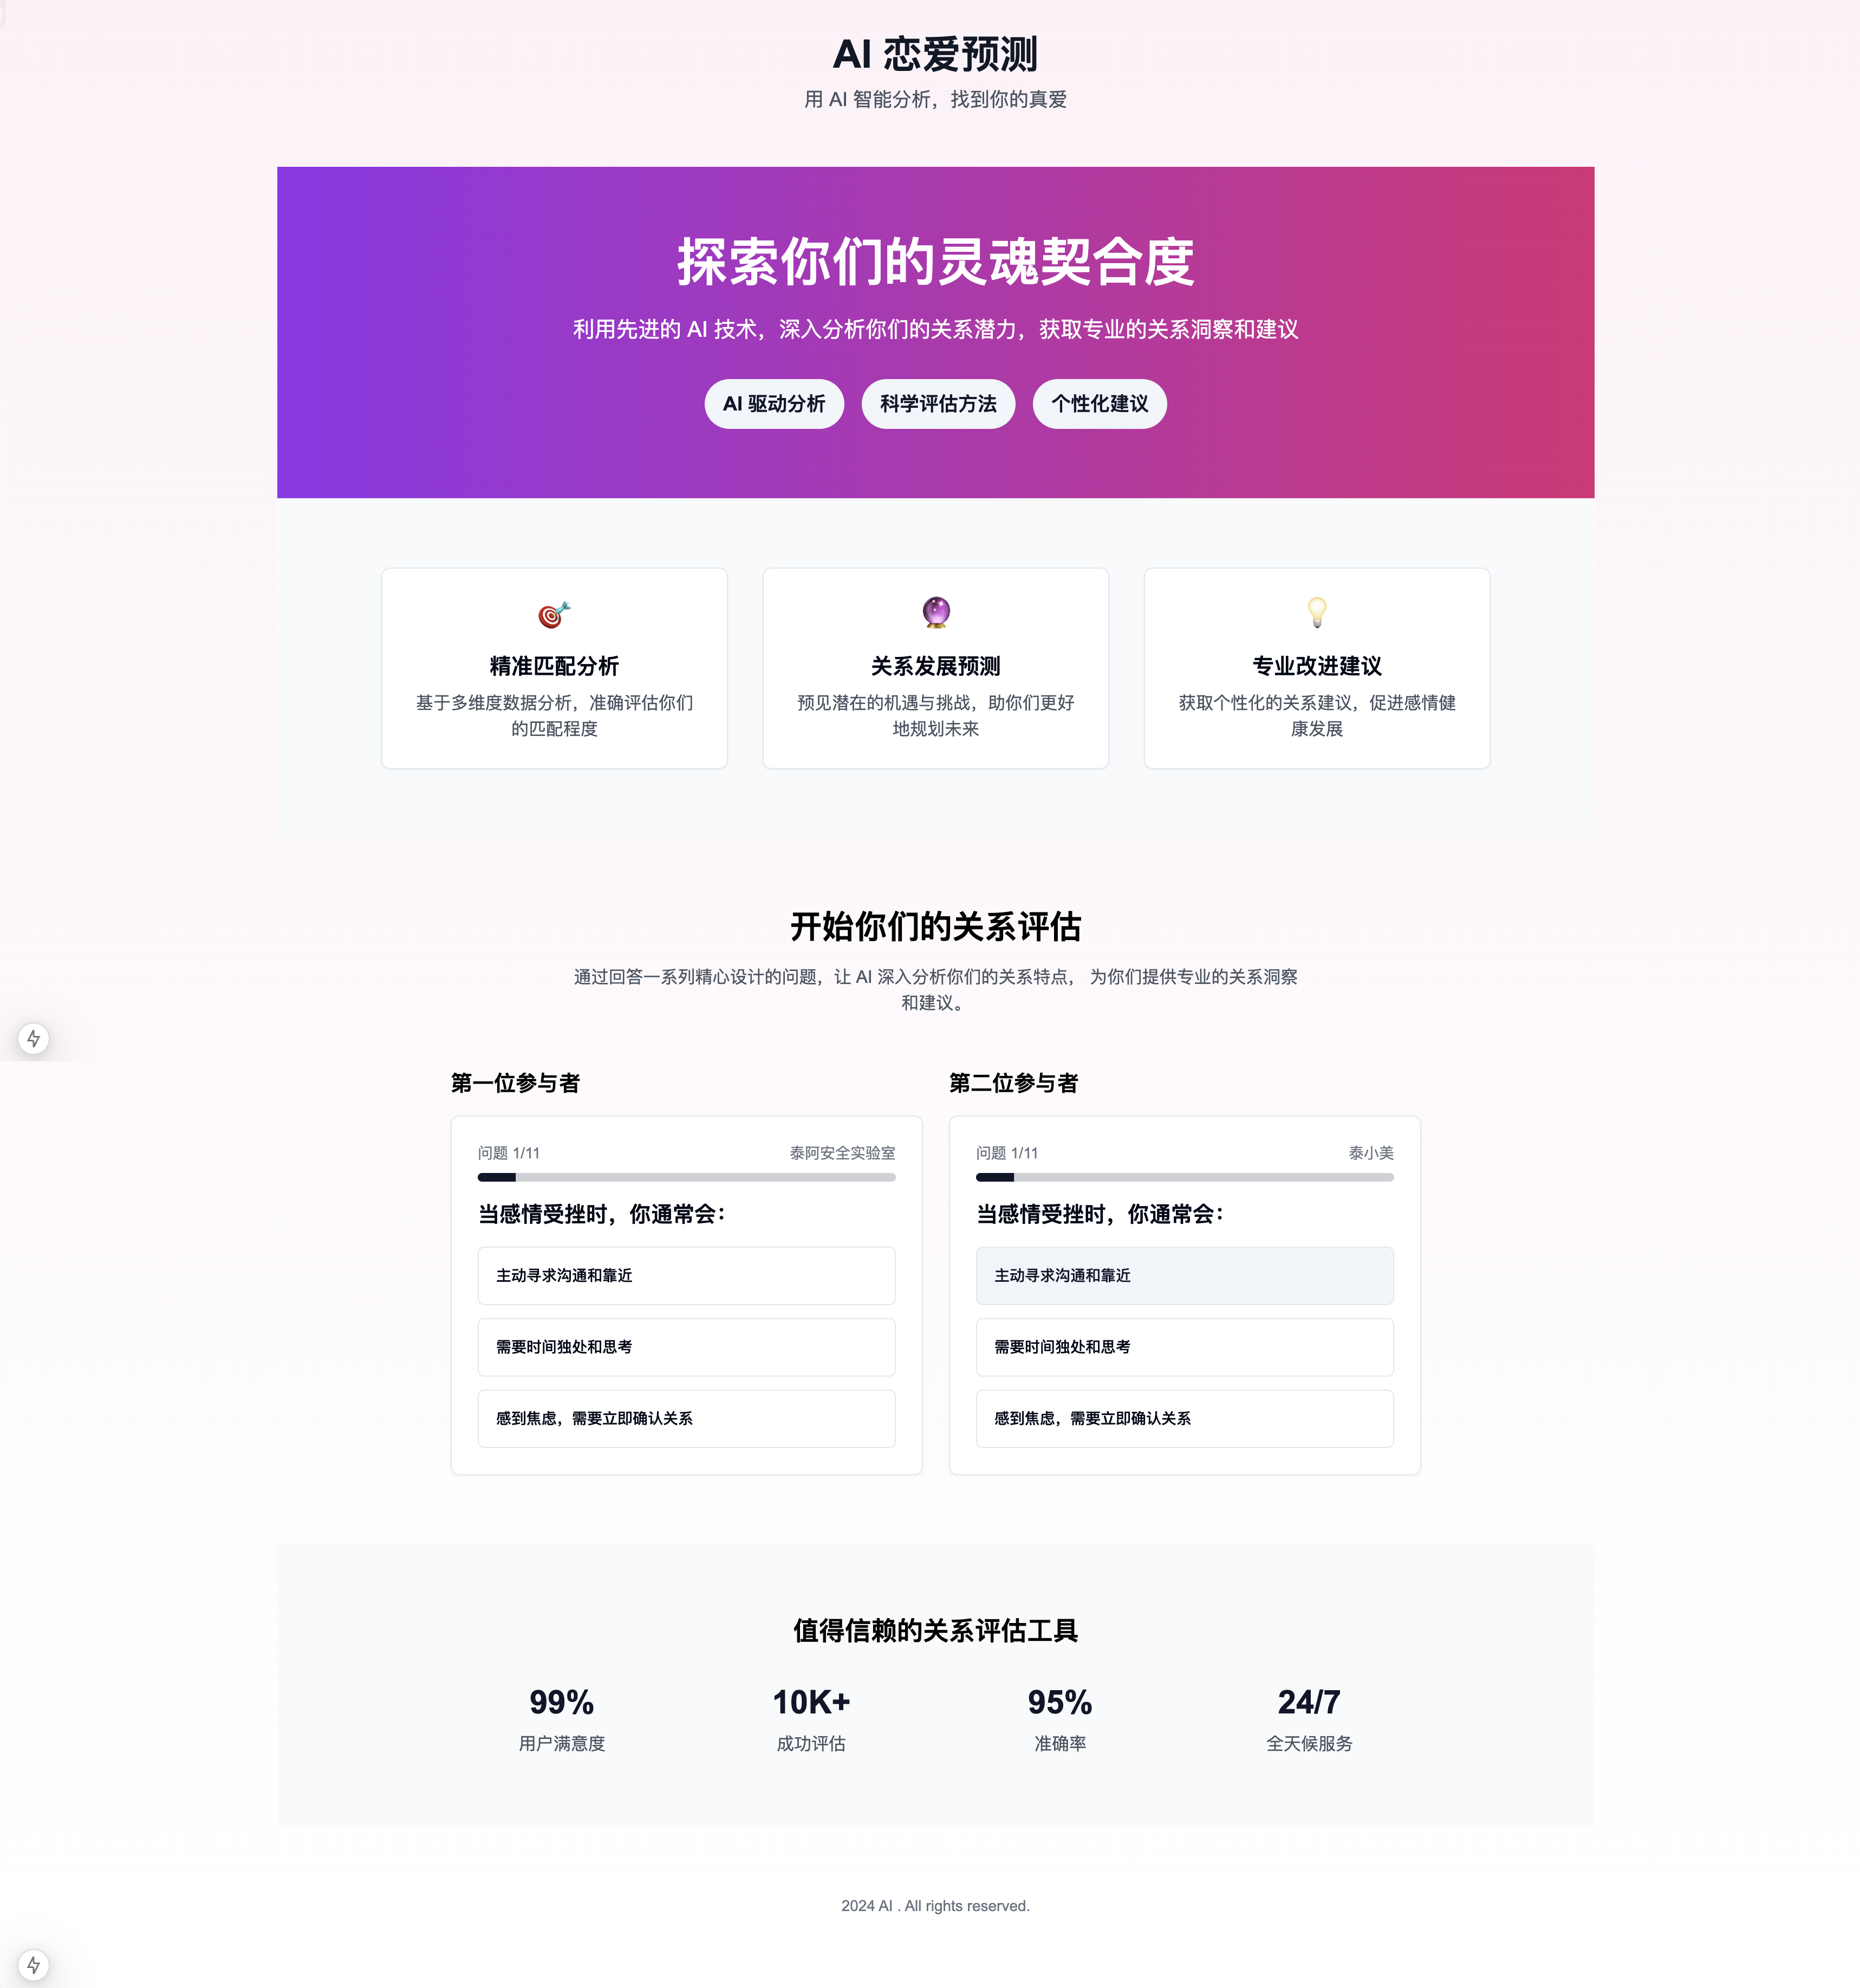 AI 恋爱预测
用 AI 智能分析，找到你的真爱
探索你们的灵魂契合度
利用先进的 AI 技术，深入分析你们的关系潜力，获取专业的关系洞察和建议
AI 驱动分析
科学评估方法
个性化建议
精准匹配分析
基于多维度数据分析，准确评估你们
的匹配程度
关系发展预测
预见潜在的机遇与挑战，助你们更好
地规划未来
专业改进建议
获取个性化的关系建议，促进感情健
康发展
开始你们的关系评估
通过回答一系列精心设计的问题，让 AI 深入分析你们的关系特点， 为你们提供专业的关系洞察
和建议。
第一位参与者
问题 1/11
泰阿安全实验室
当感情受挫时，你通常会：
主动寻求沟通和靠近
需要时间独处和思考
感到焦虑，需要立即确认关系
第二位参与者
问题 1/11
泰小美
当感情受挫时，你通常会：
主动寻求沟通和靠近
需要时间独处和思考
感到焦虑，需要立即确认关系
值得信赖的关系评估工具
99%
用户满意度
10K+
成功评估
95%
准确率
24/7
全天候服务
2024 AI . All rights reserved.